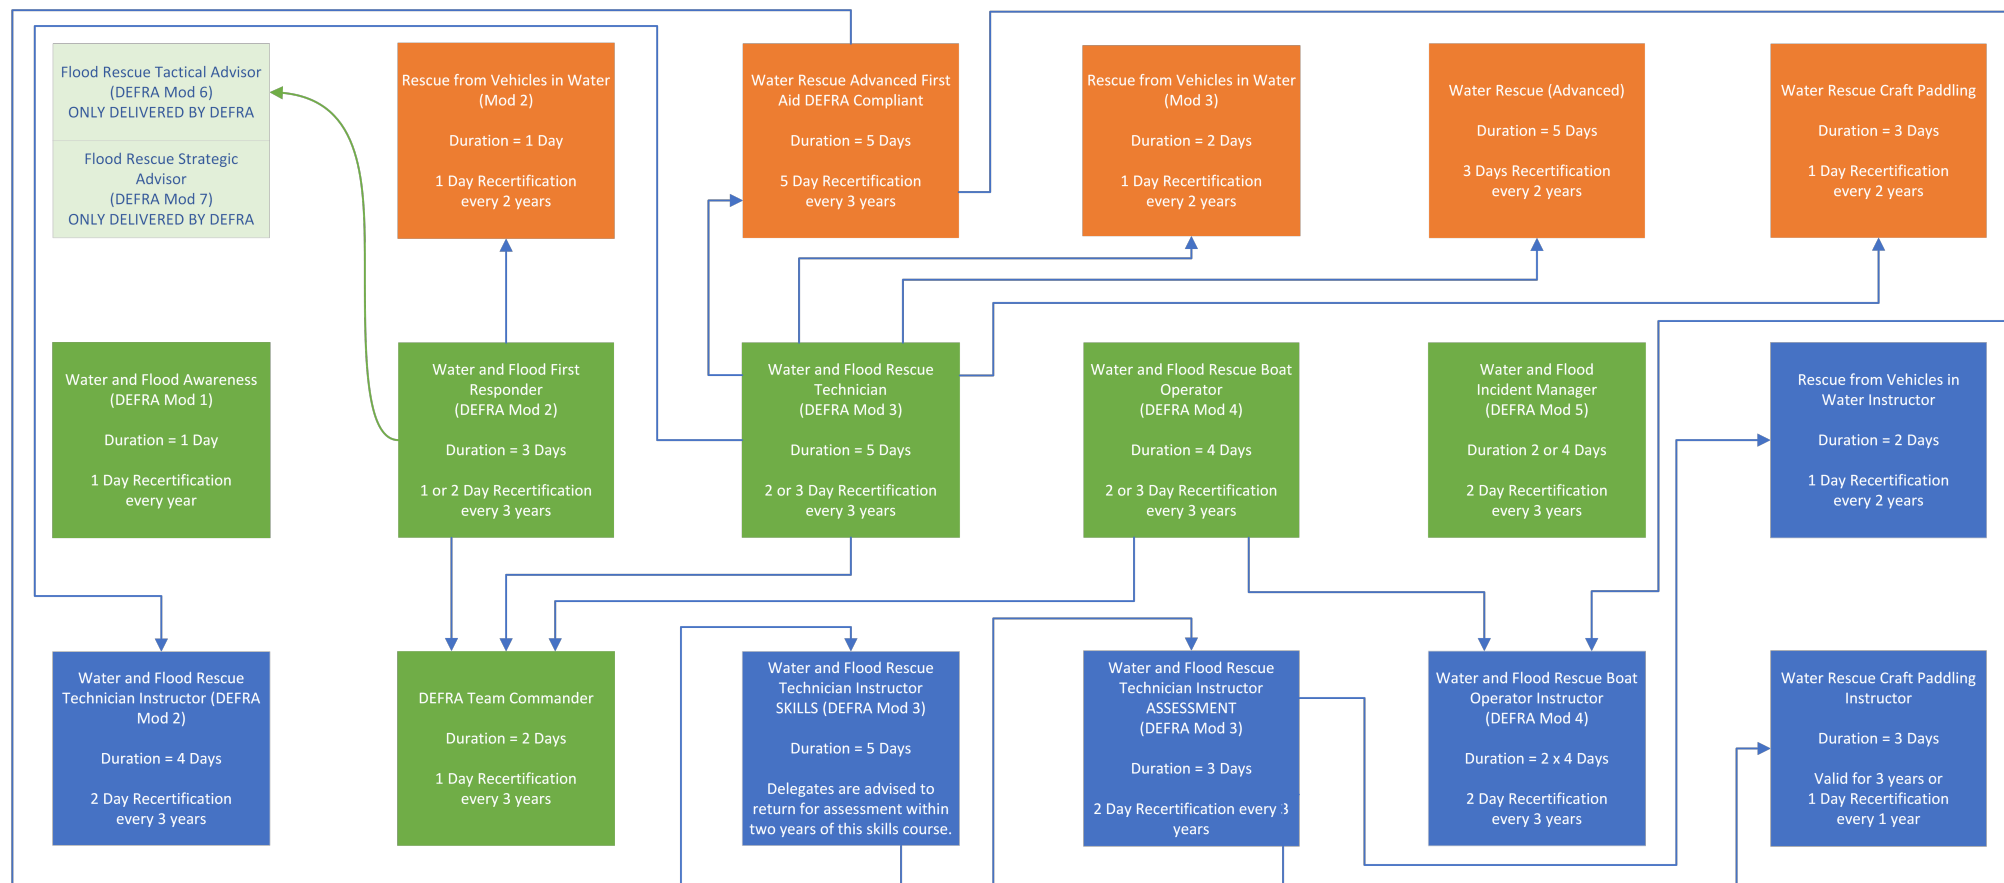 Flood Rescue Tactical Advisor
(DEFRA Mod 6)
ONLY DELIVERED BY DEFRA
Flood Rescue Strategic
Advisor
(DEFRA Mod 7)
ONLY DELIVERED BY DEFRA
Rescue from Vehicles in Water
(Mod 2)
Duration = 1 Day
1 Day Recertification
every 2 years
Water Rescue Advanced First
Aid DEFRA Compliant
Duration = 5 Days
5 Day Recertification
every 3 years
Rescue from Vehicles in Water
(Mod 3)
Duration = 2 Days
1 Day Recertification
every 2 years
Water Rescue (Advanced)
Duration = 5 Days
3 Days Recertification
every 2 years
Water Rescue Craft Paddling
Duration = 3 Days
1 Day Recertification
every 2 years
Water and Flood Awareness
(DEFRA Mod 1)
Duration = 1 Day
1 Day Recertification
every year
Water and Flood First
Responder
(DEFRA Mod 2)
Duration = 3 Days
1 or 2 Day Recertification
every 3 years
Water and Flood Rescue
Technician
(DEFRA Mod 3)
Duration = 5 Days
2 or 3 Day Recertification
every 3 years
Water and Flood Rescue Boat
Operator
(DEFRA Mod 4)
Duration = 4 Days
2 or 3 Day Recertification
every 3 years
Water and Flood
Incident Manager
(DEFRA Mod 5)
Duration 2 or 4 Days
2 Day Recertification
every 3 years
Rescue from Vehicles in
Water Instructor
Duration = 2 Days
1 Day Recertification
every 2 years
Water and Flood Rescue
Technician Instructor (DEFRA
Mod 2)
Duration = 4 Days
2 Day Recertification
every 3 years
DEFRA Team Commander
Duration = 2 Days
1 Day Recertification
every 3 years
Water and Flood Rescue
Technician Instructor
SKILLS (DEFRA Mod 3)
Duration = 5 Days
Delegates are advised to
return for assessment within
two years of this skills course.
Water and Flood Rescue
Technician Instructor
ASSESSMENT
(DEFRA Mod 3)
Duration = 3 Days
2 Day Recertification every 3
years
Water and Flood Rescue Boat
Operator Instructor
(DEFRA Mod 4)
Duration = 2 x 4 Days
2 Day Recertification
every 3 years
Water Rescue Craft Paddling
Instructor
Duration = 3 Days
Valid for 3 years or
1 Day Recertification
every 1 year